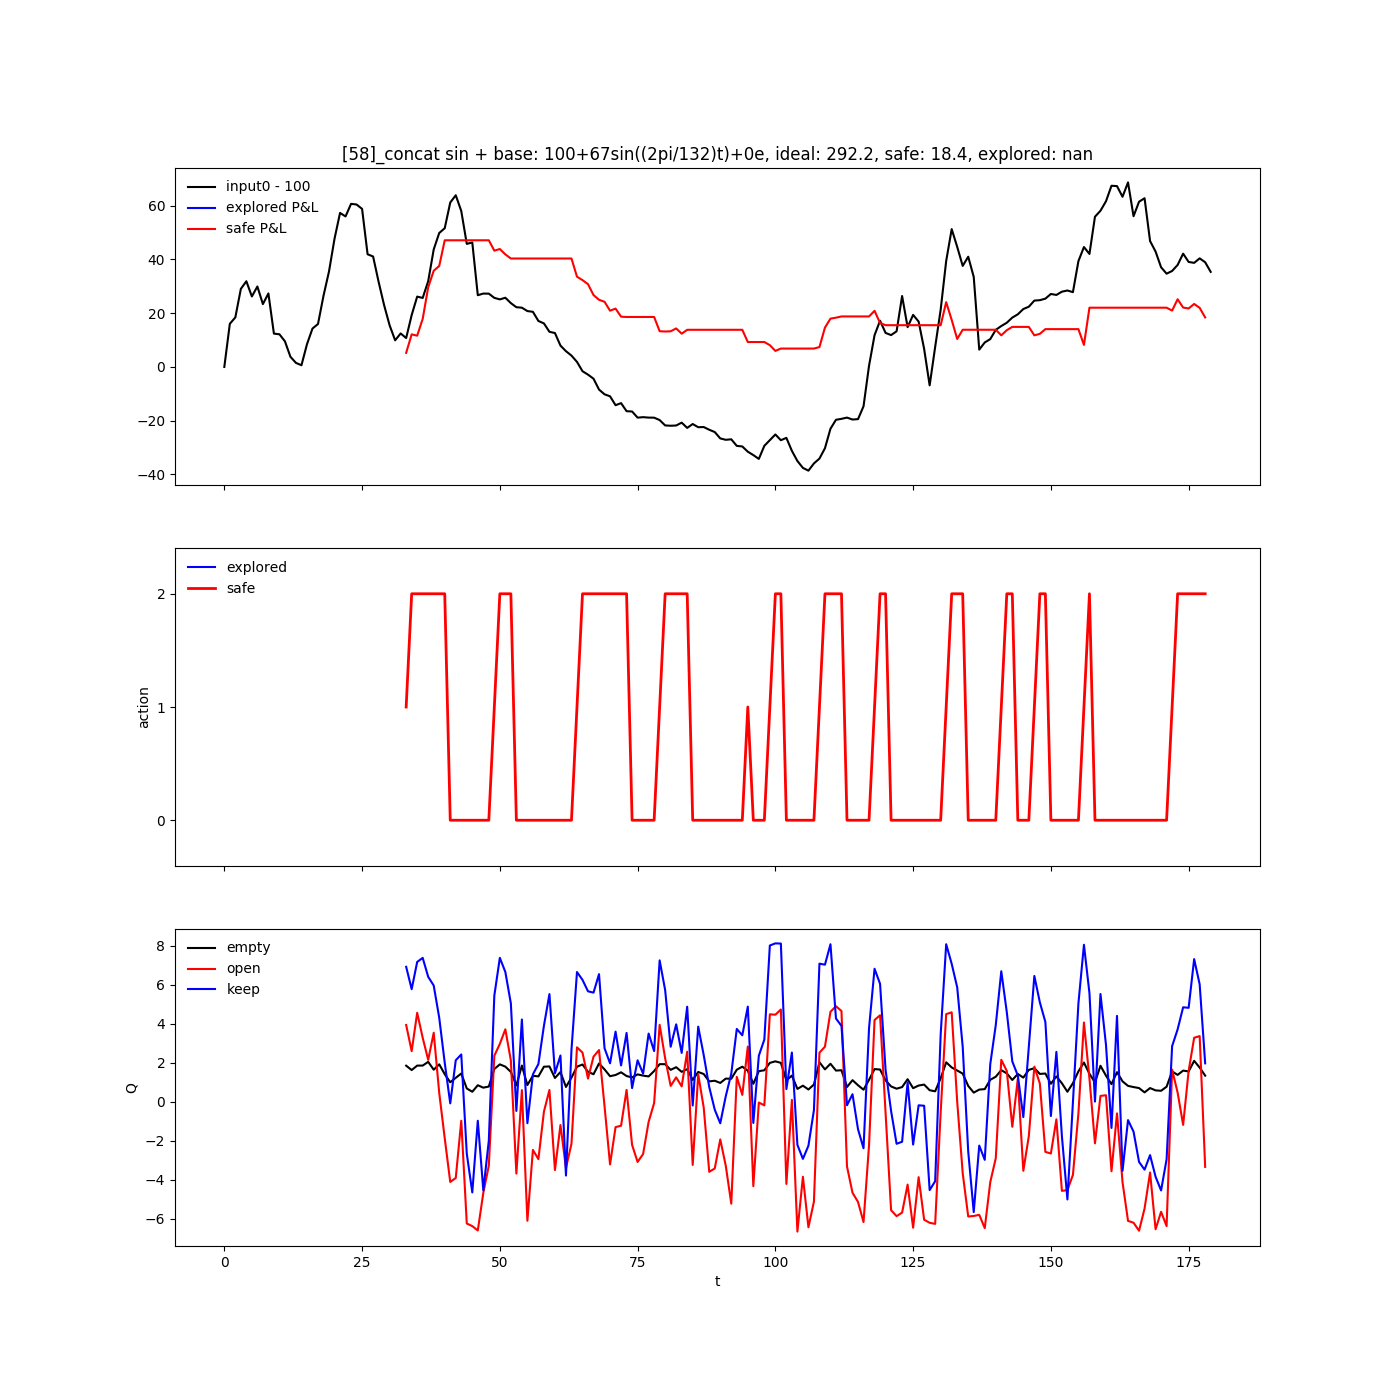 [58]_concat sin + base: 100+67sin((2pi/132)t)+0e, ideal: 292.2, safe: 18.4, explored: nan
input0 - 100
explored P&L
safe P&L
60
40
20
0
−20
−40
explored
safe
2
1
0
action
empty
open
keep
8
6
4
2
0
−2
−4
−6
Q
0 25 50 75 100 125 150 175
t